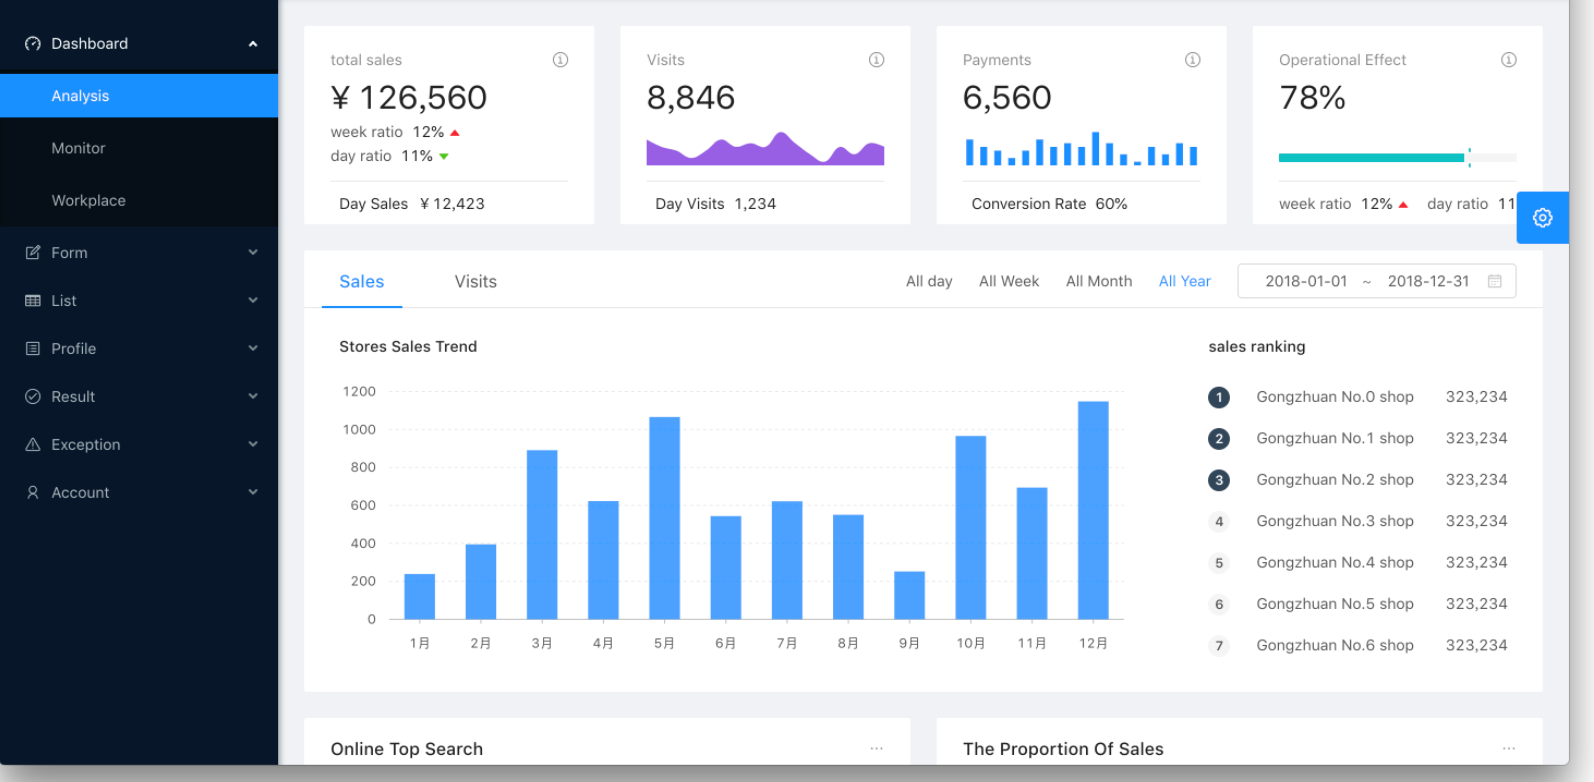 Dashboard
Analysis
Monitor
Workplace
Form
List
Profile
Result
Exception
Account
total sales
¥ 126,560
week ratio 12%
day ratio 11%
Day Sales ¥ 12,423
Visits
8,846
Day Visits 1,234
Payments
6,560
Conversion Rate 60%
Operational Effect
78%
week ratio 12% day ratio 11
Sales Visits All day All Week All Month All Year 2018-01-01 ~ 2018-12-31
Stores Sales Trend
1200
1000
800
600
400
200
0
1月 2月 3月 4月 5月 6月 7月 8月 9月 10月 11月 12月
sales ranking
1 Gongzhuan No.0 shop 323,234
2 Gongzhuan No.1 shop 323,234
3 Gongzhuan No.2 shop 323,234
4 Gongzhuan No.3 shop 323,234
5 Gongzhuan No.4 shop 323,234
6 Gongzhuan No.5 shop 323,234
7 Gongzhuan No.6 shop 323,234
Online Top Search ···
The Proportion Of Sales ···